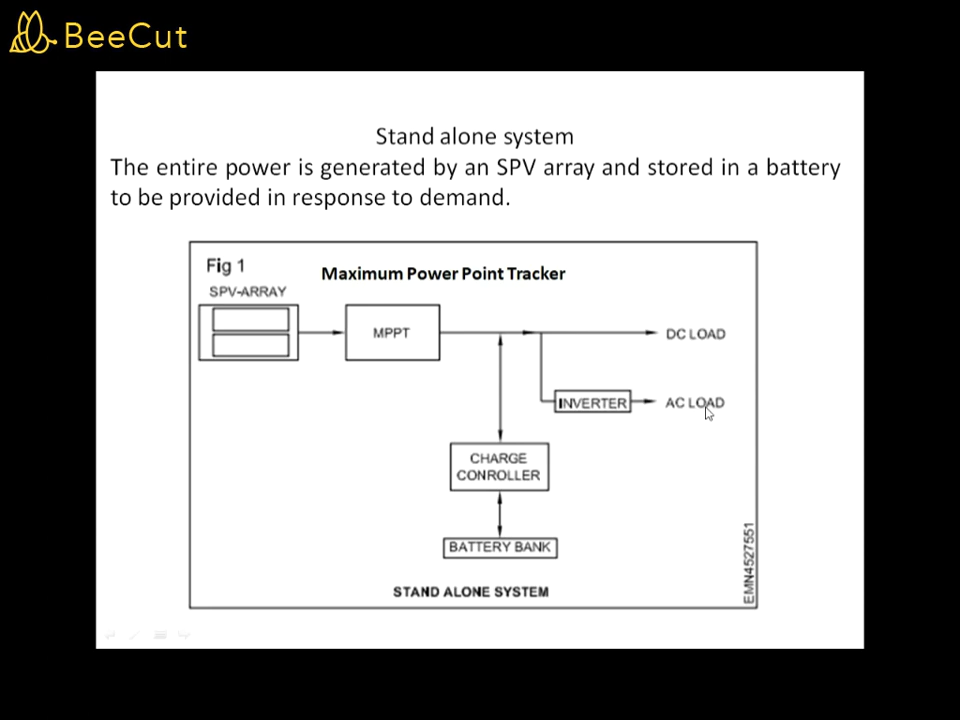 BeeCut
Stand alone system
The entire power is generated by an SPV array and stored in a battery
to be provided in response to demand.
Fig 1
Maximum Power Point Tracker
SPV-ARRAY
MPPT
DC LOAD
INVERTER
AC LOAD
CHARGE
CONROLLER
BATTERY BANK
STAND ALONE SYSTEM
EMN4527551